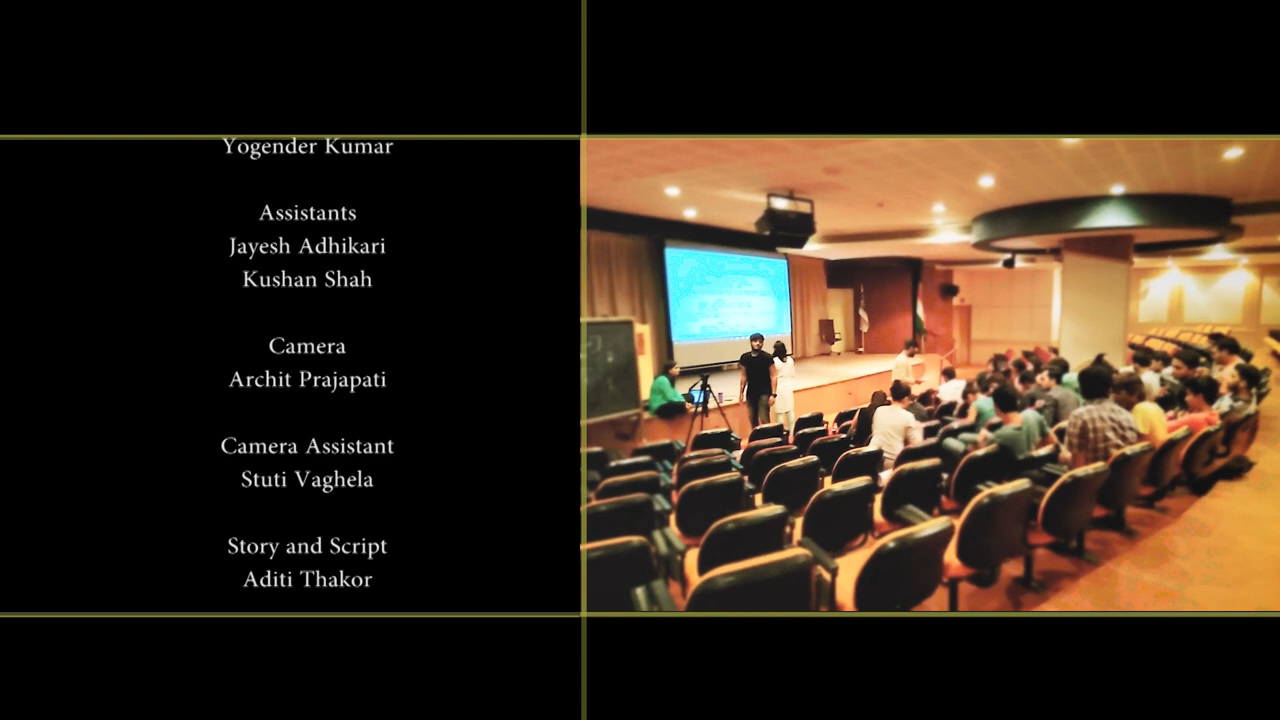 Yogender Kumar
Assistants
Jayesh Adhikari
Kushan Shah
Camera
Archit Prajapati
Camera Assistant
Stuti Vaghela
Story and Script
Aditi Thakor